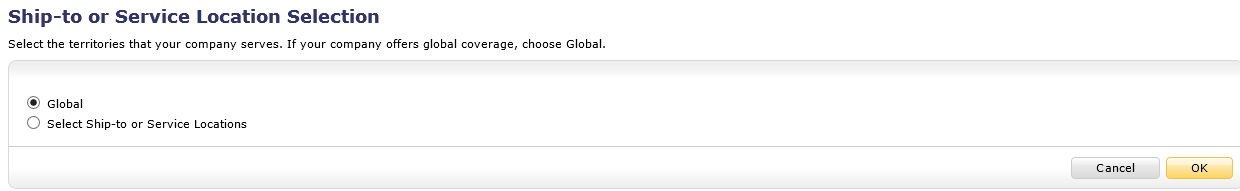 Ship-to or Service Location Selection
Select the territories that your company serves. If your company offers global coverage, choose Global.
Global
Select Ship-to or Service Locations
Cancel OK